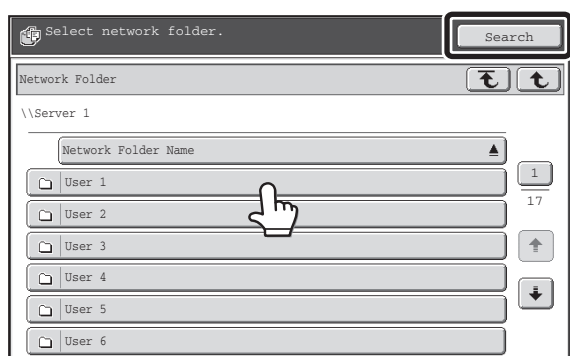 Select network folder.
Search
Network Folder
\\Server 1
Network Folder Name
User 1
1
17
User 2
User 3
User 4
User 5
User 6